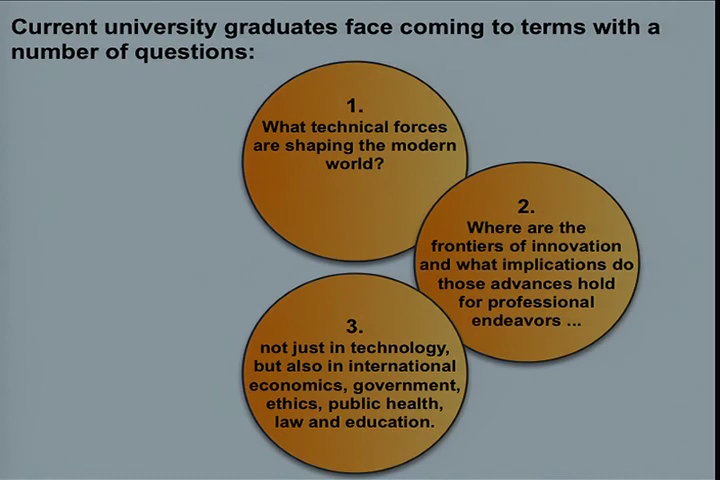 Current university graduates face coming to terms with a
number of questions:
1.
What technical forces
are shaping the modern
world?
2.
Where are the
frontiers of innovation
and what implications do
those advances hold
for professional
endeavors ...
3.
not just in technology,
but also in international
economics, government,
ethics, public health,
law and education.